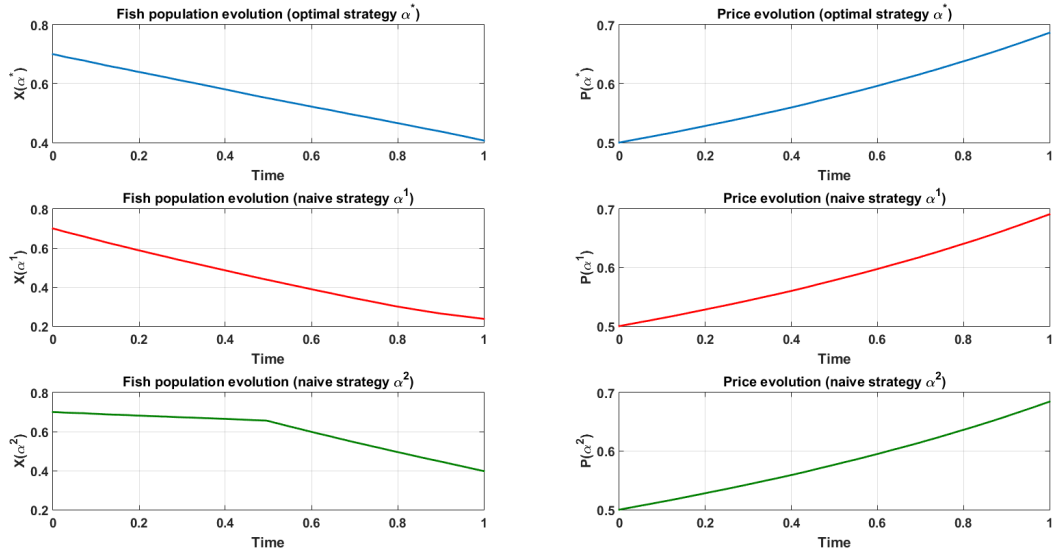 Fish population evolution (optimal strategy α*)
0.8
0.6
0.4
X(α*)
0 0.2 0.4 0.6 0.8 1
Time
Price evolution (optimal strategy α*)
0.7
0.6
0.5
P(α*)
0 0.2 0.4 0.6 0.8 1
Time
Fish population evolution (naive strategy α¹)
0.8
0.6
0.4
0.2
X(α¹)
0 0.2 0.4 0.6 0.8 1
Time
Price evolution (naive strategy α¹)
0.7
0.6
0.5
P(α¹)
0 0.2 0.4 0.6 0.8 1
Time
Fish population evolution (naive strategy α²)
0.8
0.6
0.4
0.2
X(α²)
0 0.2 0.4 0.6 0.8 1
Time
Price evolution (naive strategy α²)
0.7
0.6
0.5
P(α²)
0 0.2 0.4 0.6 0.8 1
Time